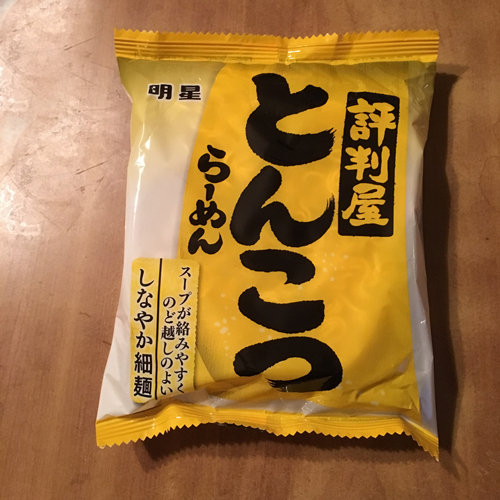 明星
評判屋
とんこつ
らーめん
スープが絡みやすく
のど越しのよい
しなやか細麺